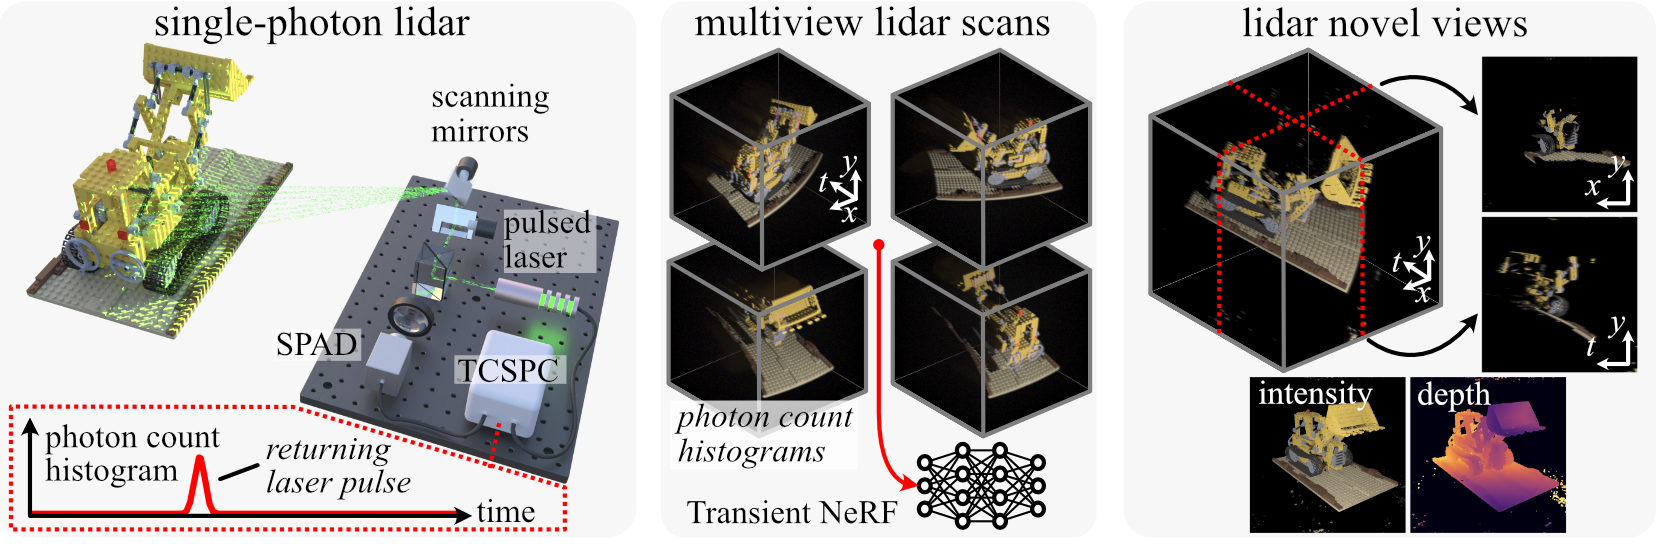 single-photon lidar
scanning
mirrors
pulsed
laser
SPAD
TCSPC
photon count
histogram
returning
laser pulse
time
multiview lidar scans
y
t
x
photon count
histograms
Transient NeRF
lidar novel views
y
t
x
y
x
y
t
intensity
depth